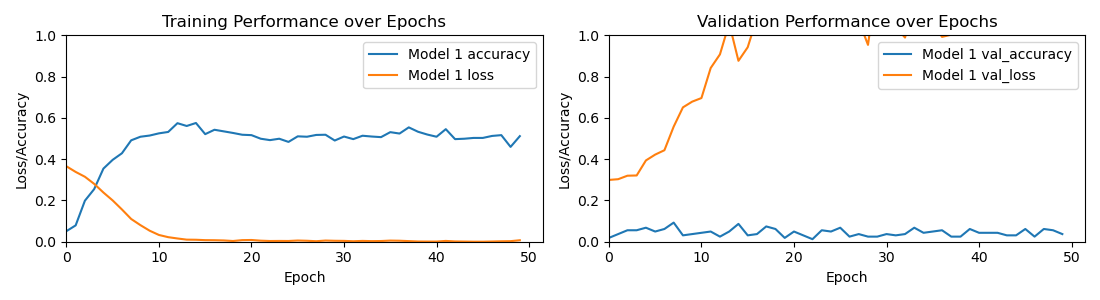 Training Performance over Epochs
1.0
0.8
0.6
0.4
0.2
0.0
Loss/Accuracy
Model 1 accuracy
Model 1 loss
0 10 20 30 40 50
Epoch
Validation Performance over Epochs
1.0
0.8
0.6
0.4
0.2
0.0
Loss/Accuracy
Model 1 val_accuracy
Model 1 val_loss
0 10 20 30 40 50
Epoch